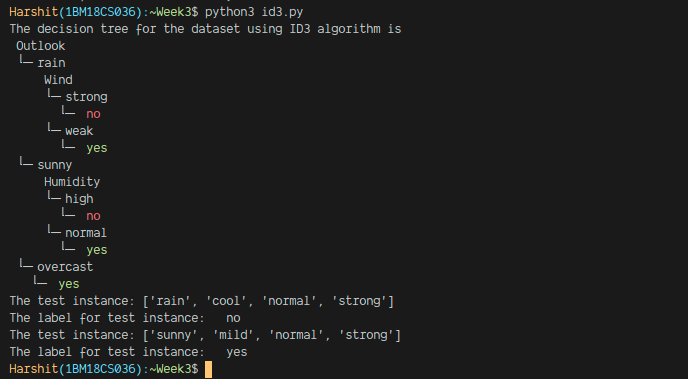 Harshit(1BM18CS036):~Week3$ python3 id3.py
The decision tree for the dataset using ID3 algorithm is
 Outlook
 ╰─ rain
     Wind
     ╰─ strong
       ╰─  no
     ╰─ weak
       ╰─  yes
 ╰─ sunny
     Humidity
     ╰─ high
       ╰─  no
     ╰─ normal
       ╰─  yes
 ╰─ overcast
   ╰─  yes
The test instance: ['rain', 'cool', 'normal', 'strong']
The label for test instance:   no
The test instance: ['sunny', 'mild', 'normal', 'strong']
The label for test instance:   yes
Harshit(1BM18CS036):~Week3$